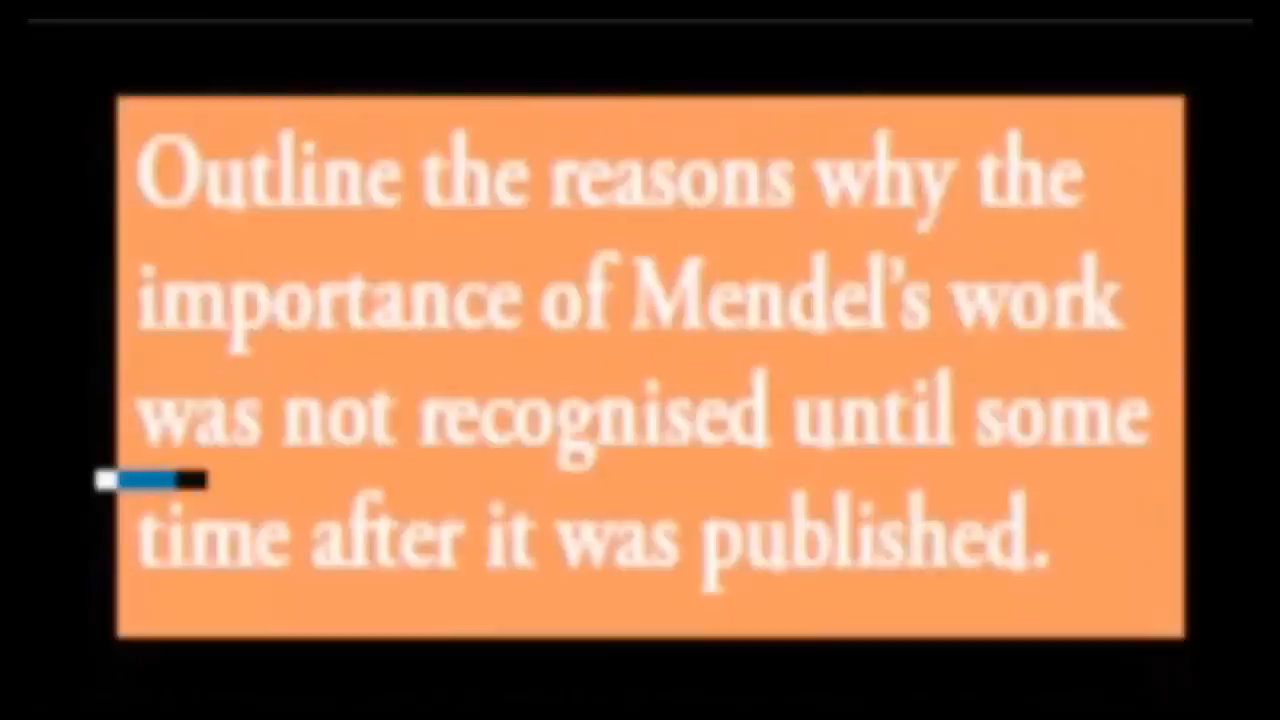 Outline the reasons why the
importance of Mendel’s work
was not recognised until some
time after it was published.